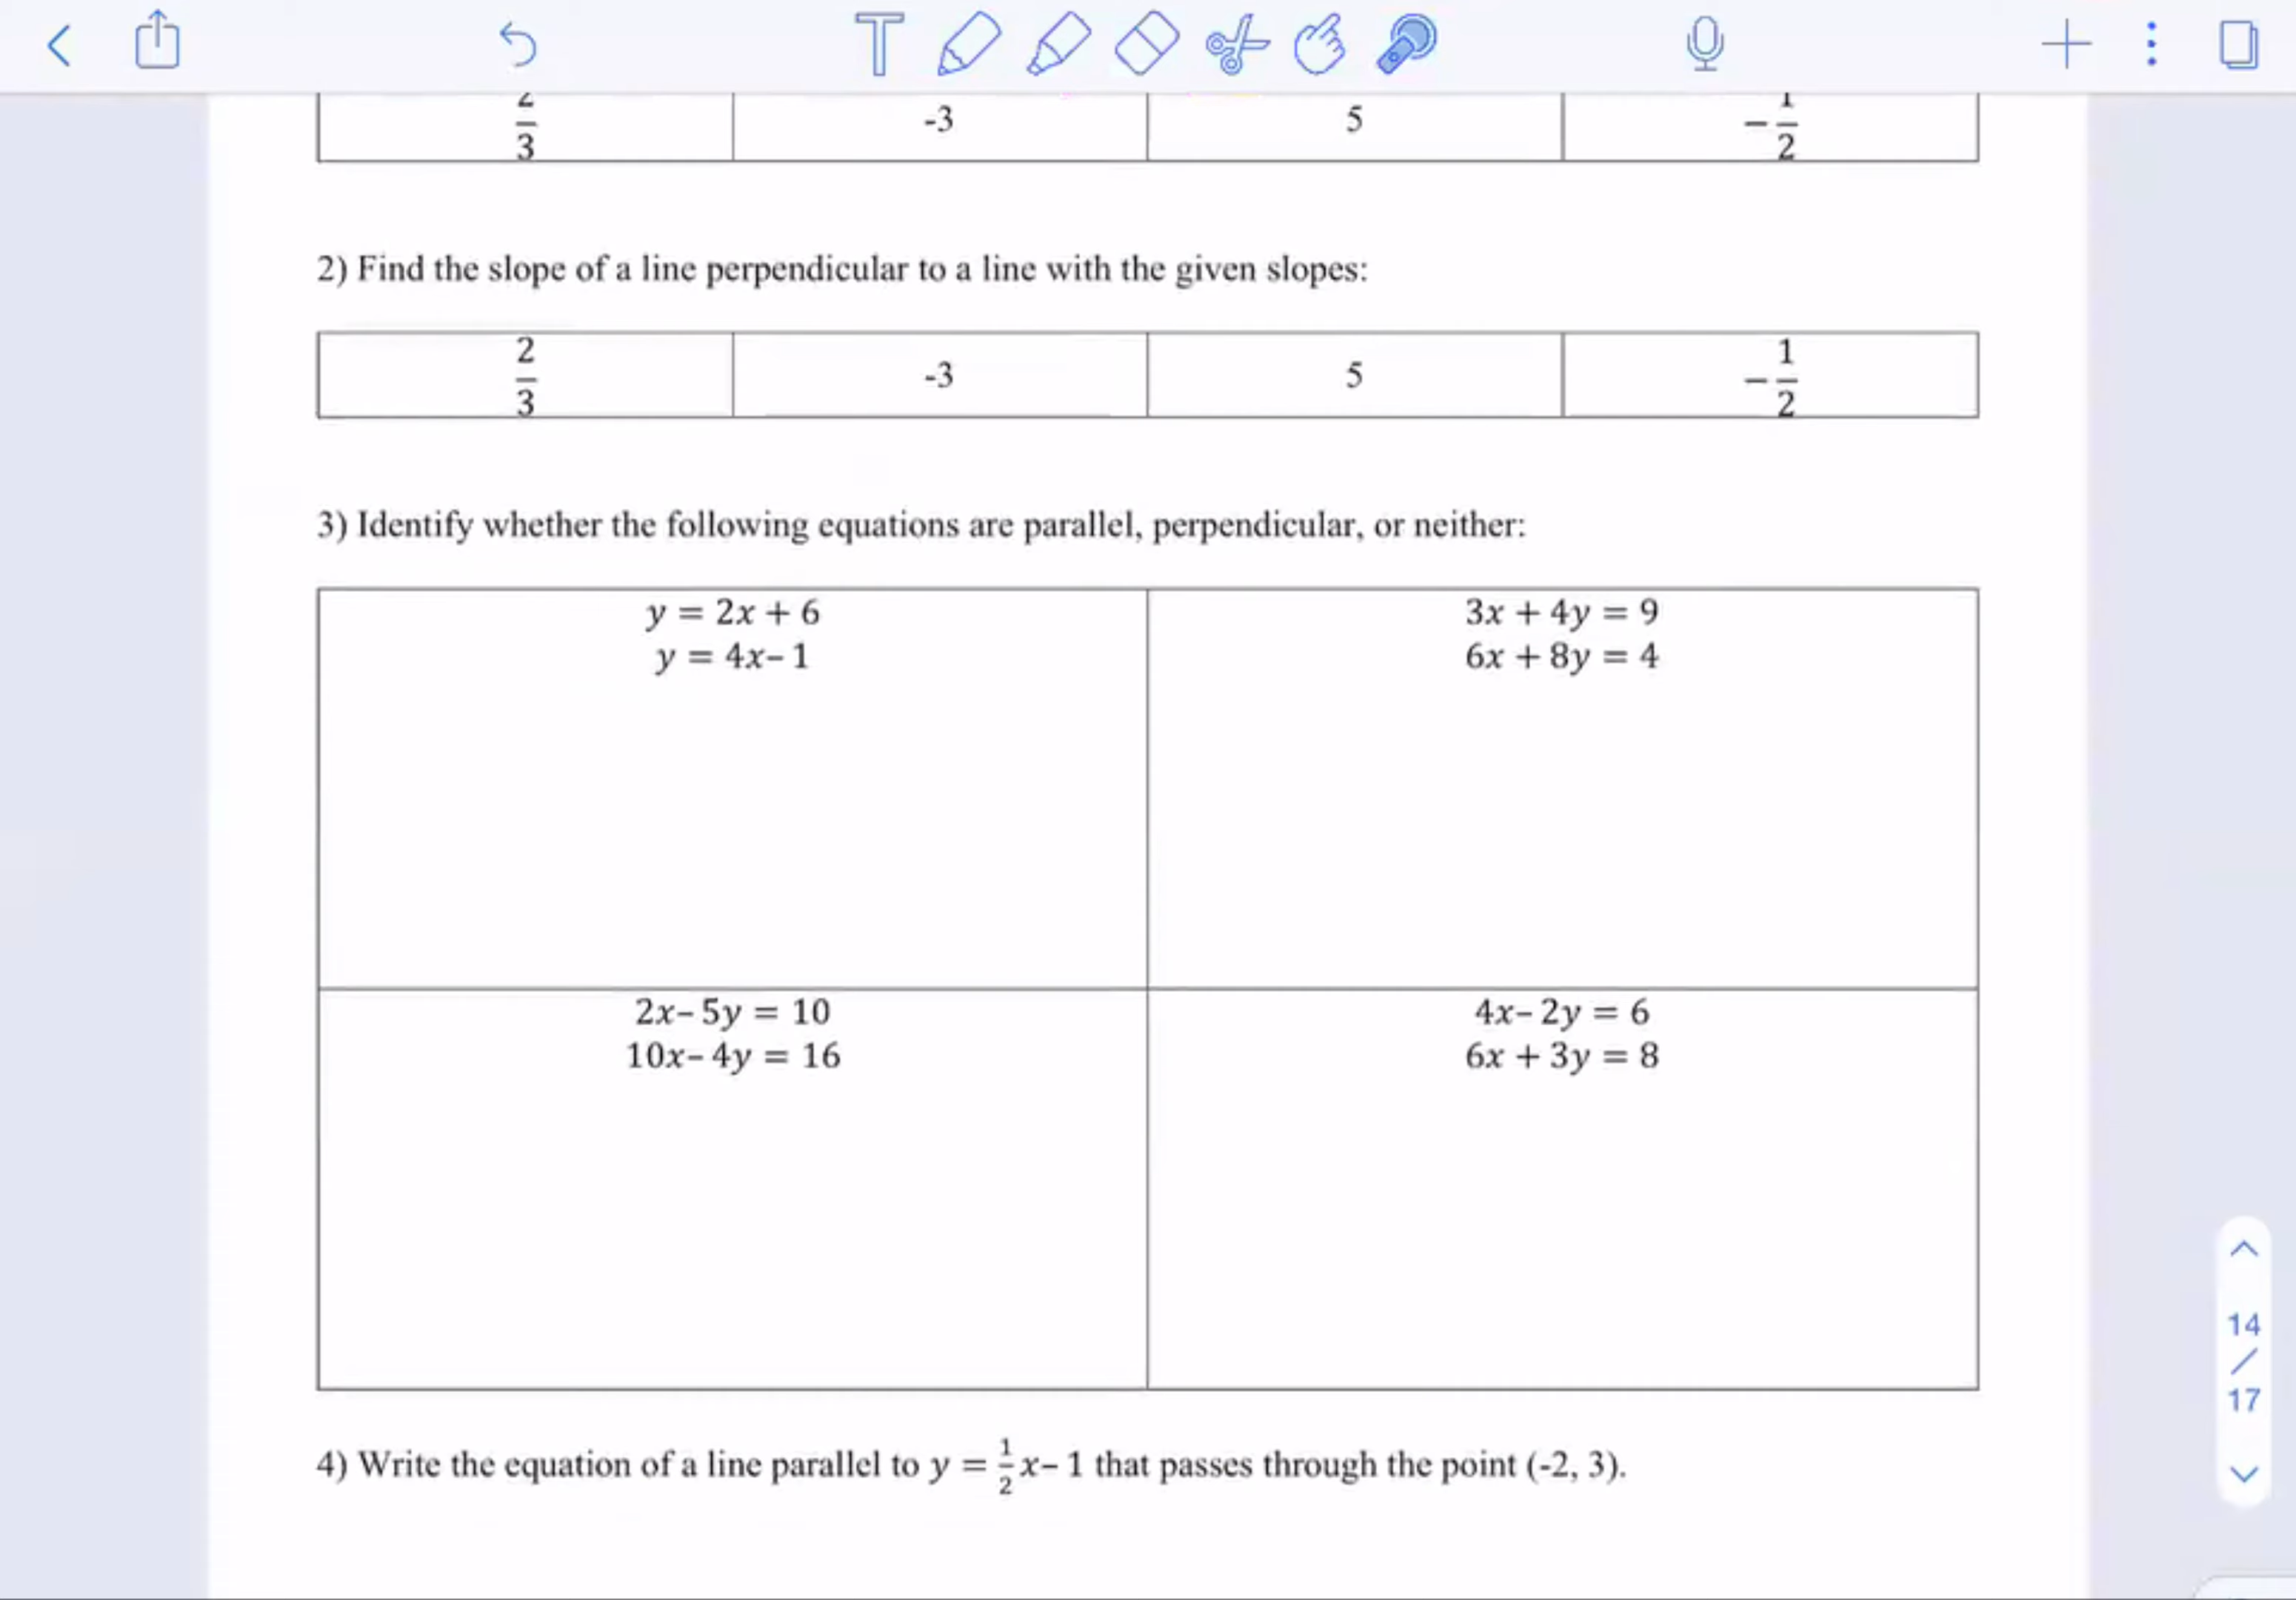 2/3 -3 5 -1/2
2) Find the slope of a line perpendicular to a line with the given slopes:
2/3 -3 5 -1/2
3) Identify whether the following equations are parallel, perpendicular, or neither:
y = 2x + 6
y = 4x– 1
3x + 4y = 9
6x + 8y = 4
2x– 5y = 10
10x– 4y = 16
4x– 2y = 6
6x + 3y = 8
4) Write the equation of a line parallel to y = 1/2 x– 1 that passes through the point (-2, 3).
14
/
17